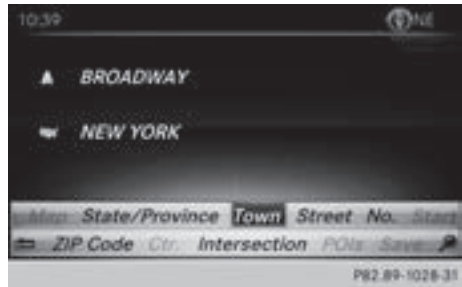 10:39 NE
BROADWAY
NEW YORK
Map State/Province Town Street No. Start
ZIP Code Ctr. Intersection POIs Save
P82.89-1028-31